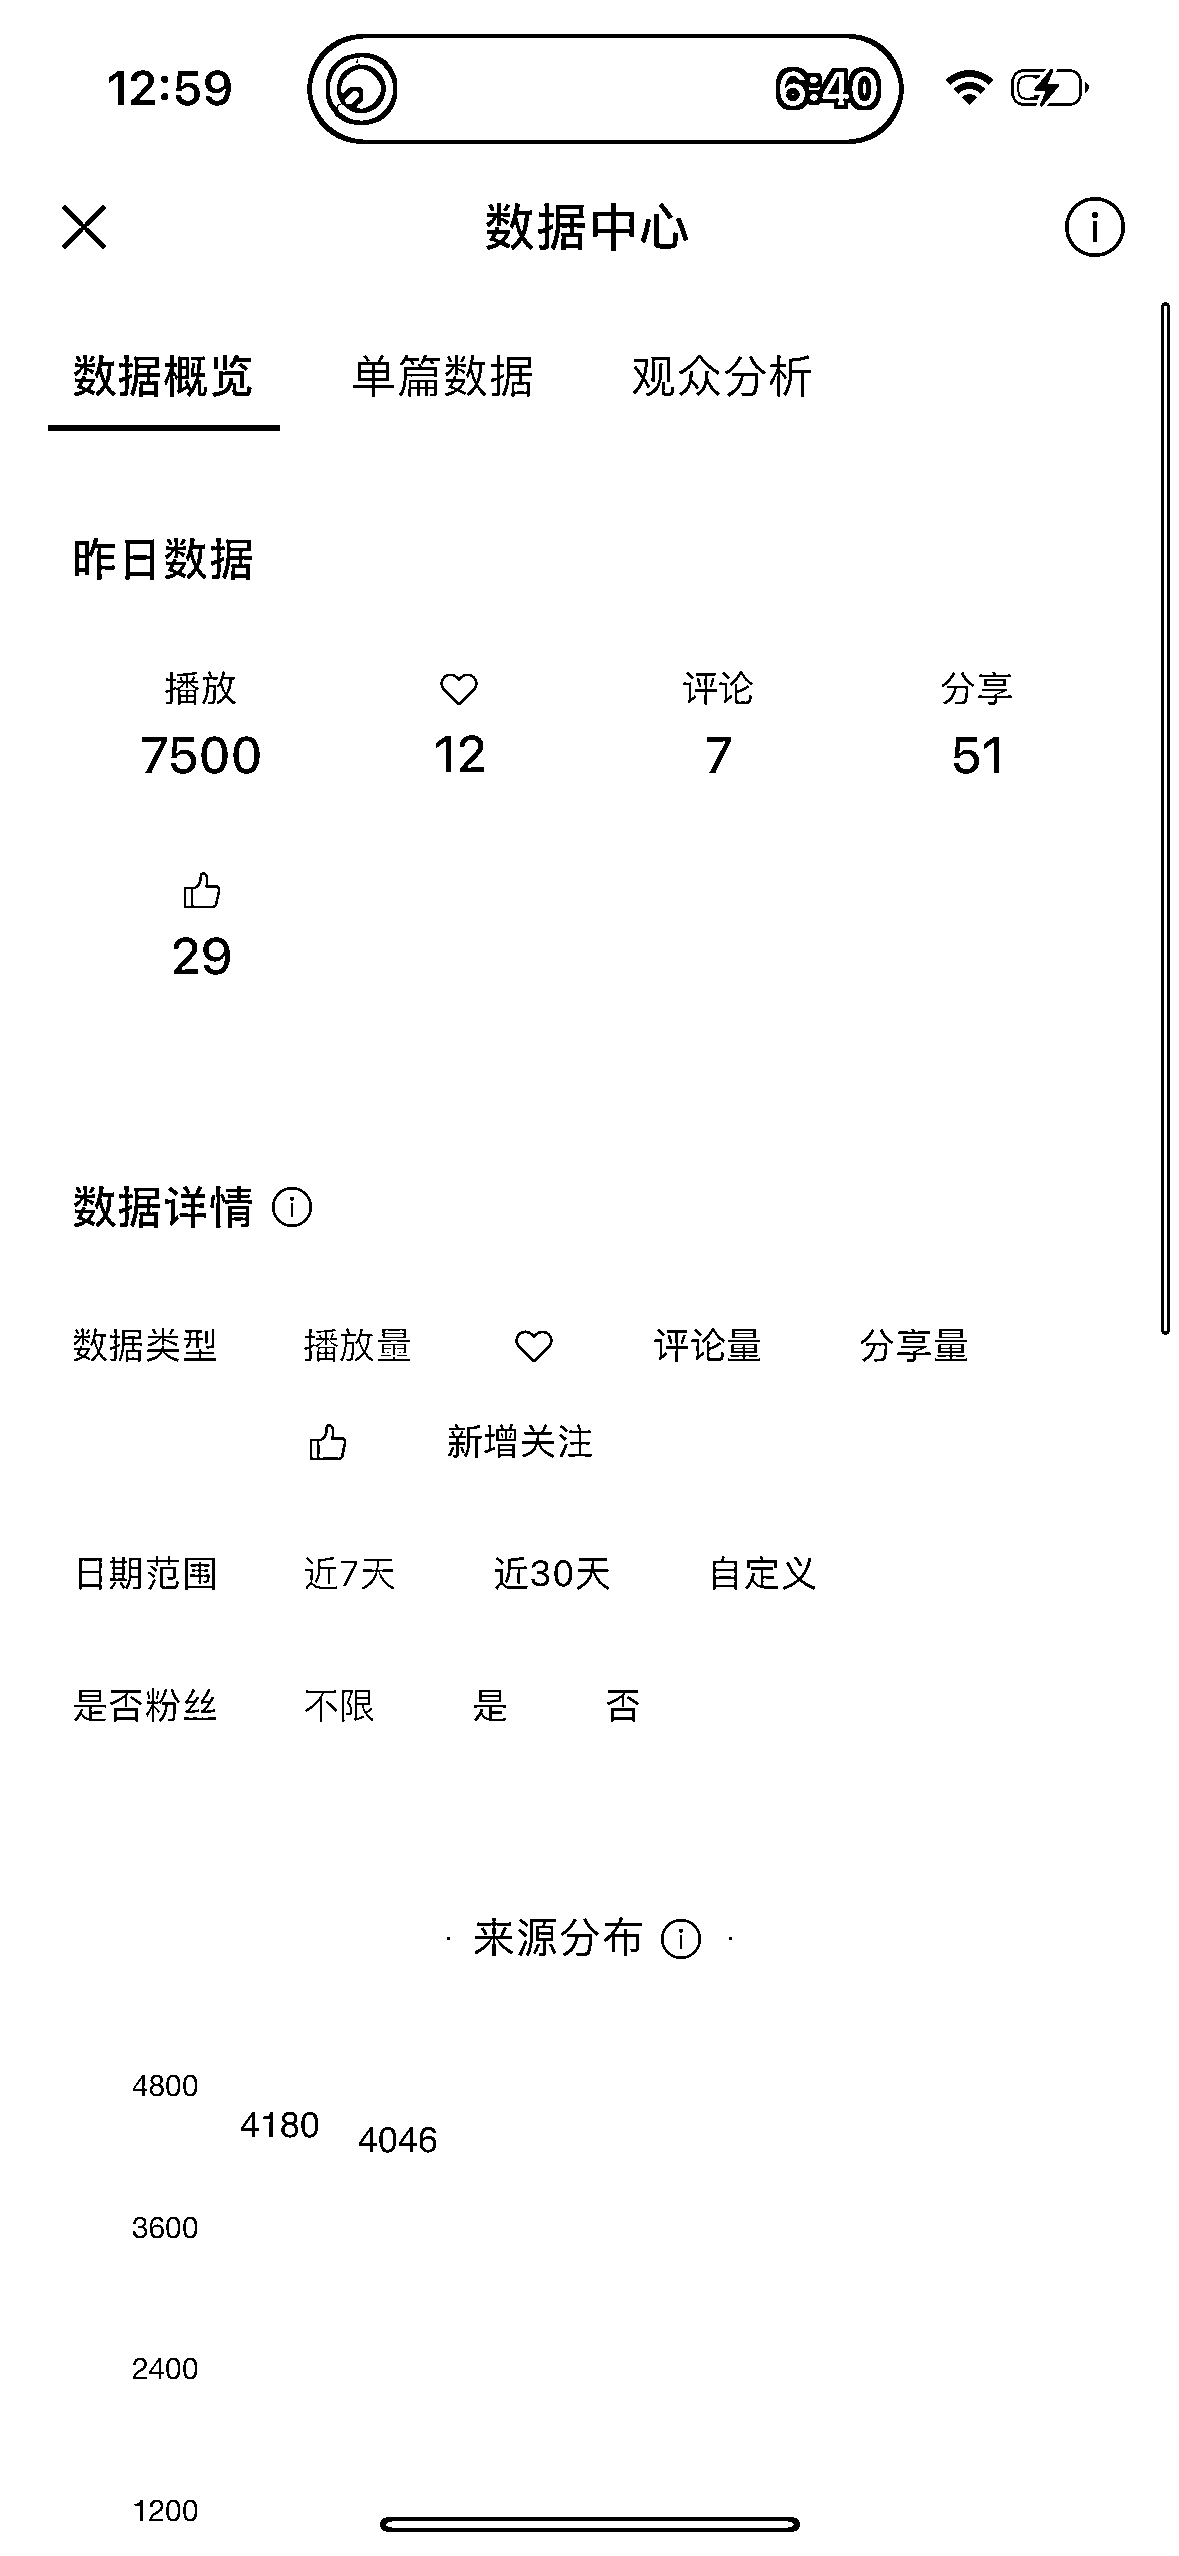 12:59 6:40
数据中心
数据概览 单篇数据 观众分析
昨日数据
播放 评论 分享
7500 12 7 51
29
数据详情
数据类型 播放量 评论量 分享量
新增关注
日期范围 近7天 近30天 自定义
是否粉丝 不限 是 否
· 来源分布 ·
4800
4180 4046
3600
2400
1200